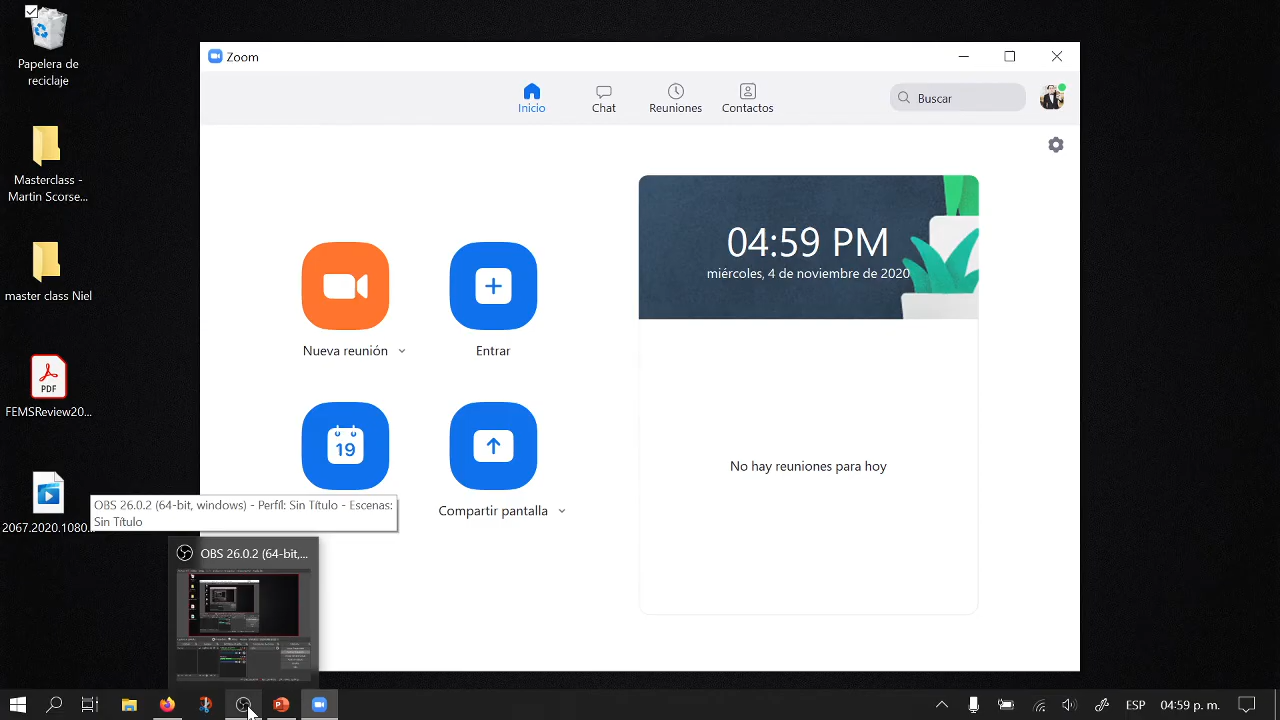 Papelera de
reciclaje
Masterclass -
Martin Scorse...
master class Niel
PDF
FEMSReview20...
2067.2020.1080...
Zoom
Inicio
Chat
Reuniones
Contactos
Buscar
04:59 PM
miércoles, 4 de noviembre de 2020
Nueva reunión
Entrar
19
Compartir pantalla
No hay reuniones para hoy
OBS 26.0.2 (64-bit, windows) - Perfil: Sin Título - Escenas:
Sin Título
OBS 26.0.2 (64-bit,...
ESP
04:59 p. m.